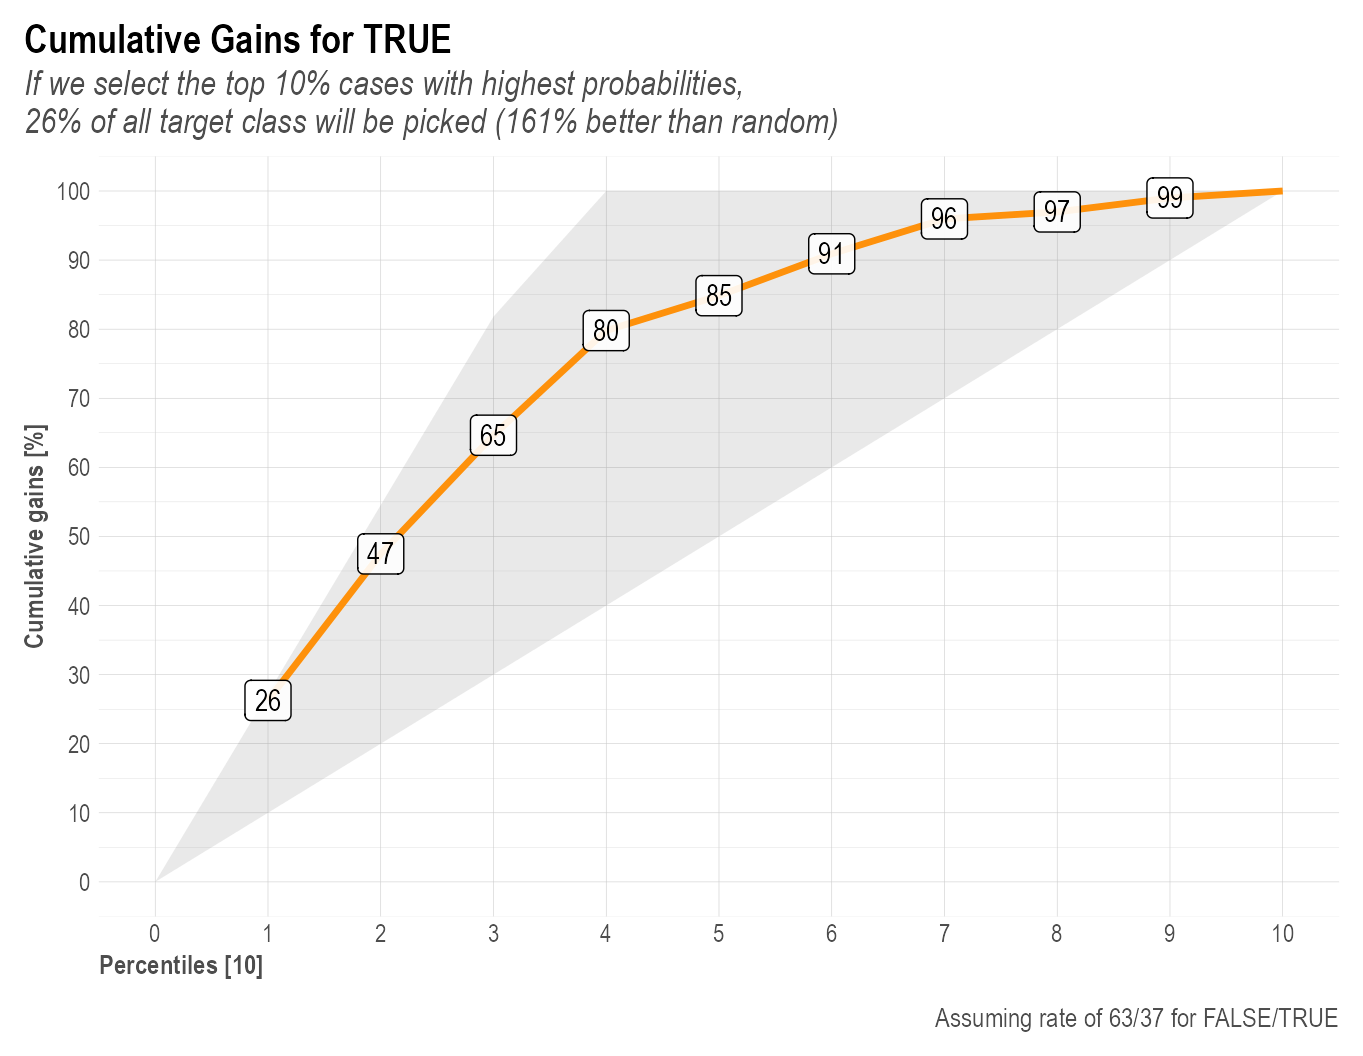 Cumulative Gains for TRUE
If we select the top 10% cases with highest probabilities,
26% of all target class will be picked (161% better than random)
Cumulative gains [%]
100
90
80
70
60
50
40
30
20
10
0
26
47
65
80
85
91
96
97
99
0 1 2 3 4 5 6 7 8 9 10
Percentiles [10]
Assuming rate of 63/37 for FALSE/TRUE